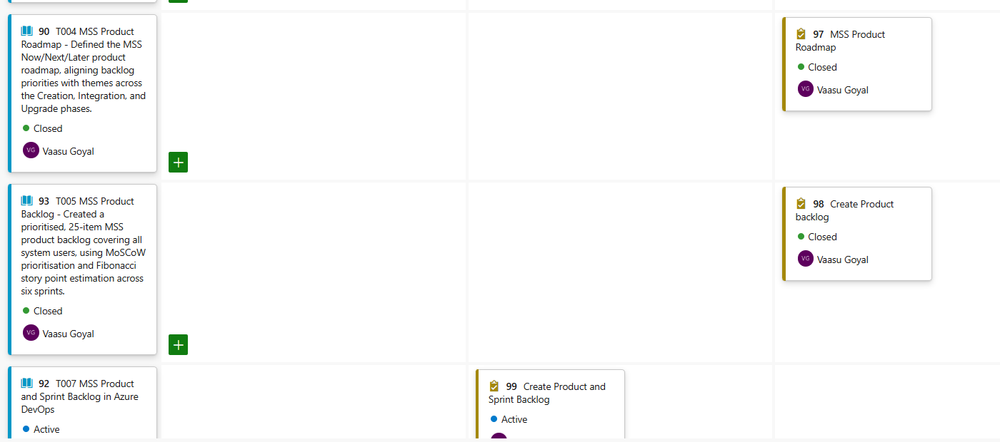 90 T004 MSS Product
Roadmap - Defined the MSS
Now/Next/Later product
roadmap, aligning backlog
priorities with themes across
the Creation, Integration, and
Upgrade phases.
Closed
VG Vaasu Goyal
97 MSS Product
Roadmap
Closed
VG Vaasu Goyal
93 T005 MSS Product
Backlog - Created a
prioritised, 25-item MSS
product backlog covering all
system users, using MoSCoW
prioritisation and Fibonacci
story point estimation across
six sprints.
Closed
VG Vaasu Goyal
98 Create Product
backlog
Closed
VG Vaasu Goyal
92 T007 MSS Product
and Sprint Backlog in Azure
DevOps
Active
99 Create Product and
Sprint Backlog
Active